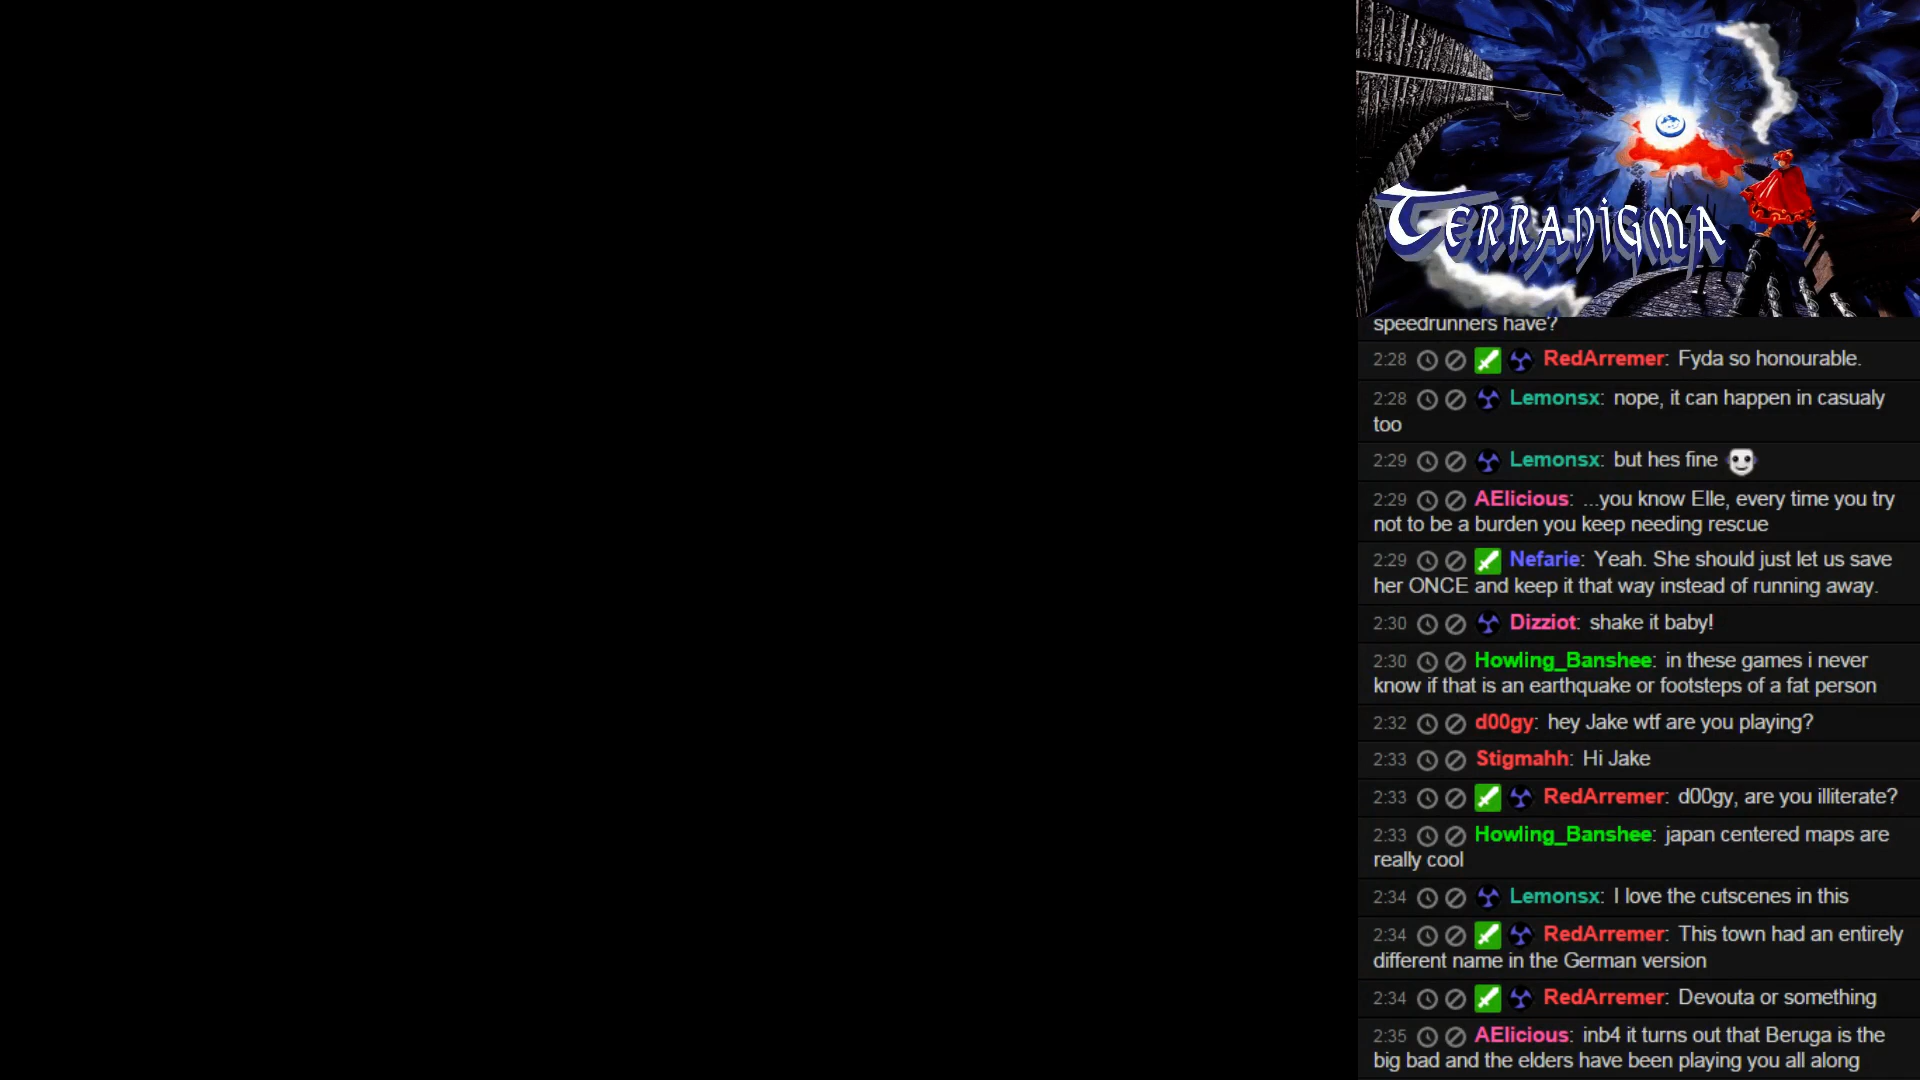 TERRANIGMA
speedrunners have?
2:28 RedArremer: Fyda so honourable.
2:28 Lemonsx: nope, it can happen in casualy
too
2:29 Lemonsx: but hes fine
2:29 AElicious: ...you know Elle, every time you try
not to be a burden you keep needing rescue
2:29 Nefarie: Yeah. She should just let us save
her ONCE and keep it that way instead of running away.
2:30 Dizziot: shake it baby!
2:30 Howling_Banshee: in these games i never
know if that is an earthquake or footsteps of a fat person
2:32 d00gy: hey Jake wtf are you playing?
2:33 Stigmahh: Hi Jake
2:33 RedArremer: d00gy, are you illiterate?
2:33 Howling_Banshee: japan centered maps are
really cool
2:34 Lemonsx: I love the cutscenes in this
2:34 RedArremer: This town had an entirely
different name in the German version
2:34 RedArremer: Devouta or something
2:35 AElicious: inb4 it turns out that Beruga is the
big bad and the elders have been playing you all along